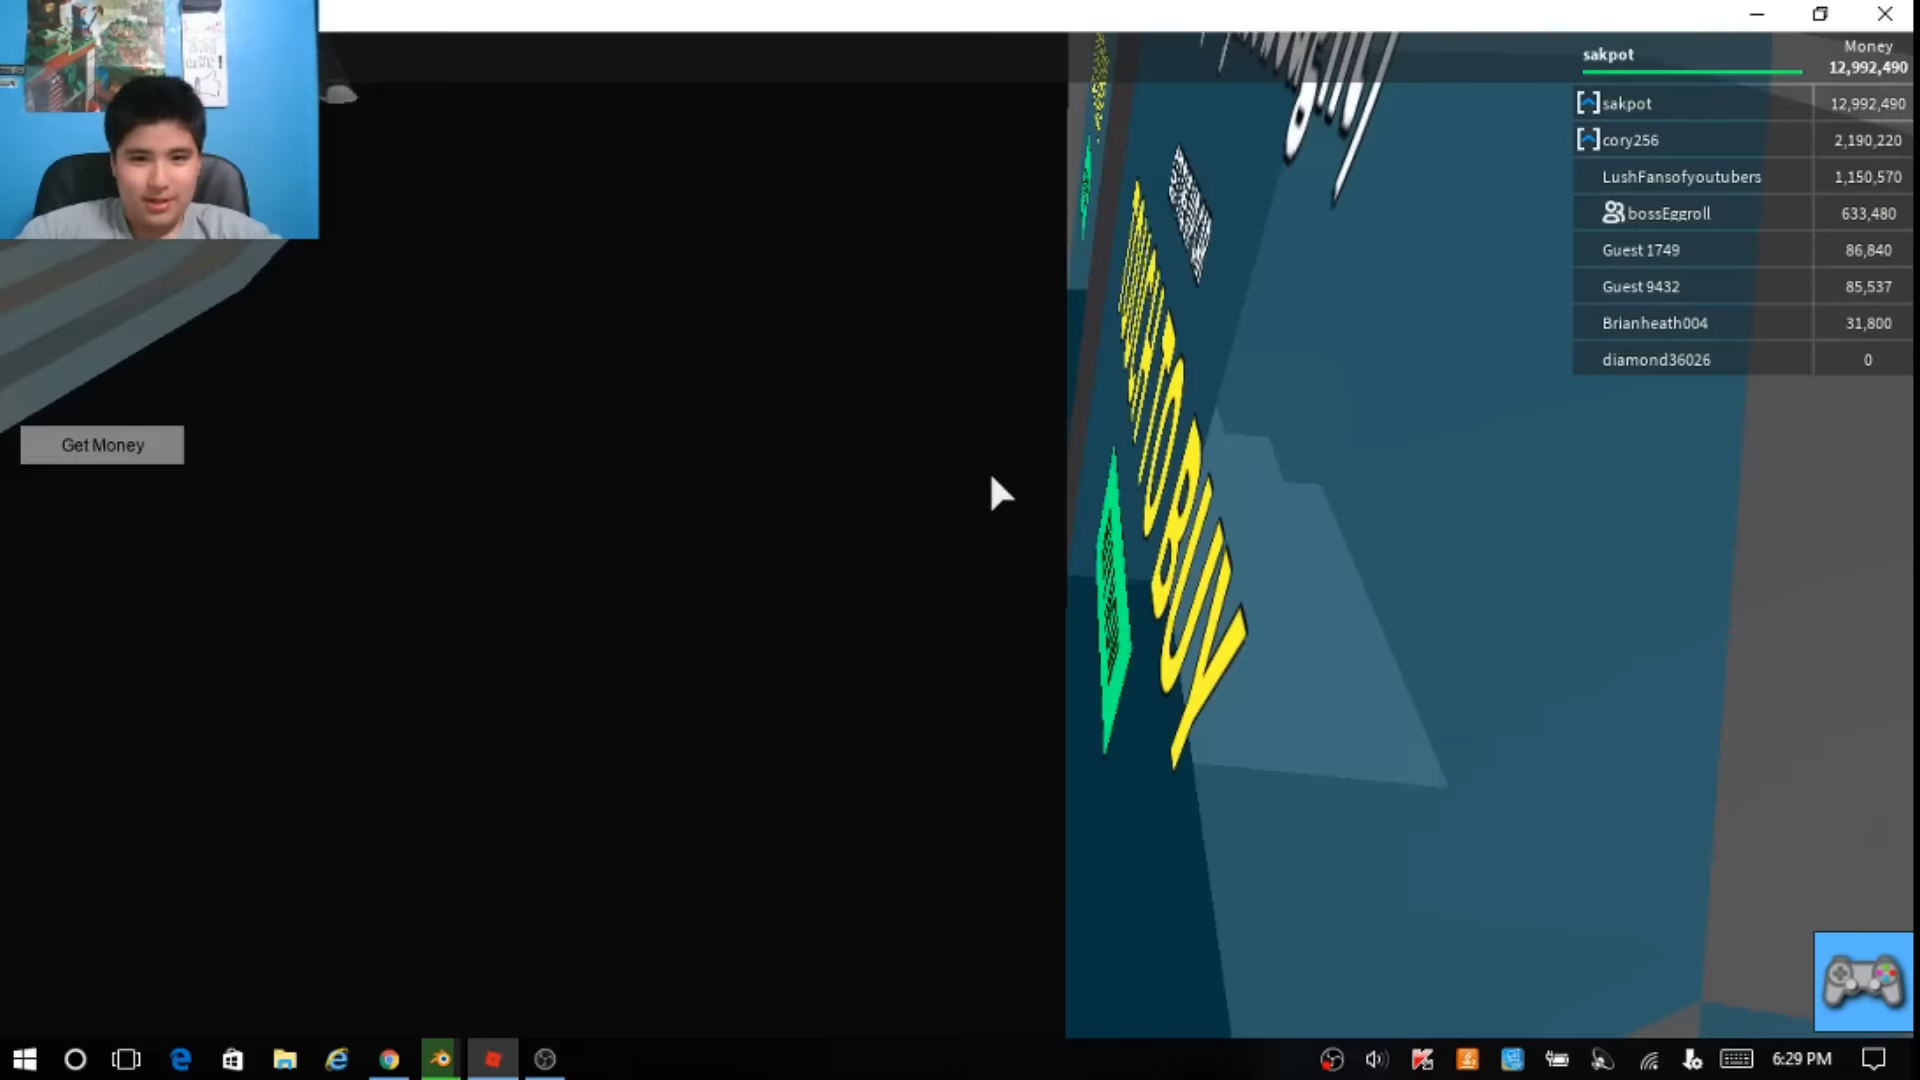 sakpot
Money
12,992,490
sakpot 12,992,490
cory256 2,190,220
LushFansofyoutubers 1,150,570
bossEggroll 633,480
Guest 1749 86,840
Guest 9432 85,537
Brianheath004 31,800
diamond36026 0
Get Money
TO BUY
6:29 PM